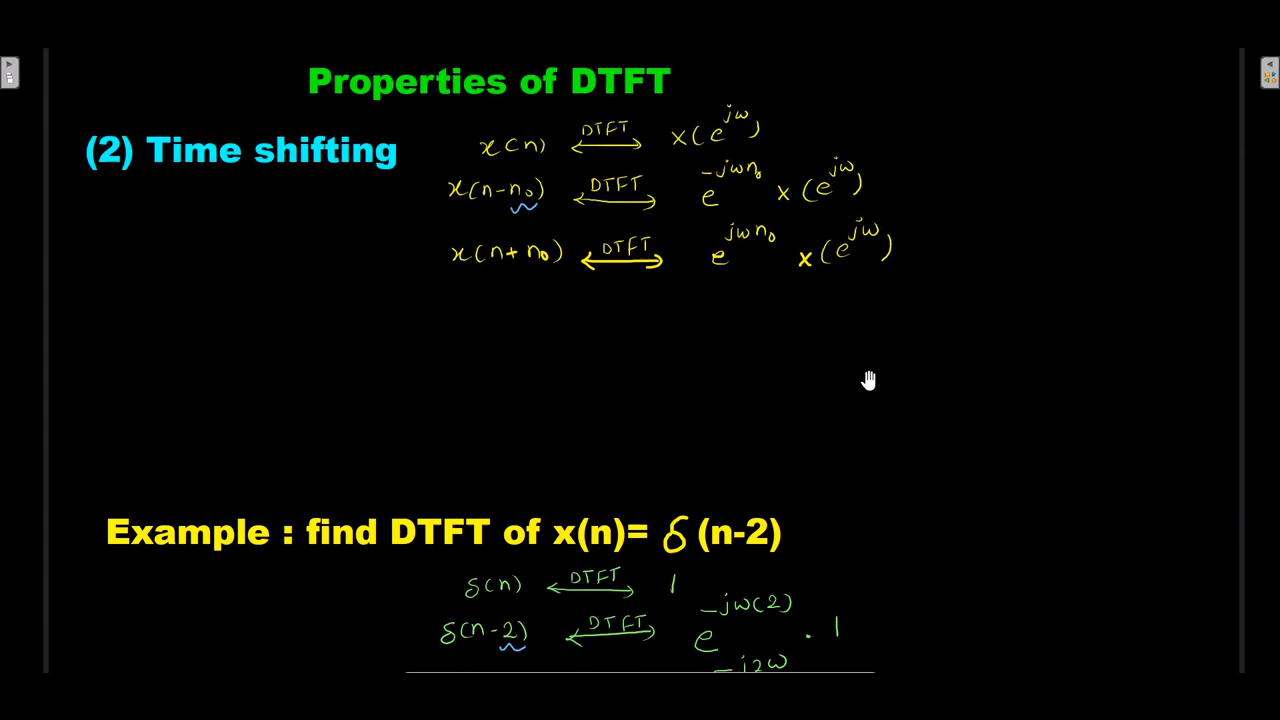 Properties of DTFT
(2) Time shifting
x(n) DTFT X(e^jω)
x(n-n₀) DTFT e^-jωn₀ X(e^jω)
x(n+n₀) DTFT e^jωn₀ X(e^jω)
Example : find DTFT of x(n)= δ (n-2)
δ(n) DTFT 1
δ(n-2) DTFT e^-jω(2) . 1
-j2ω